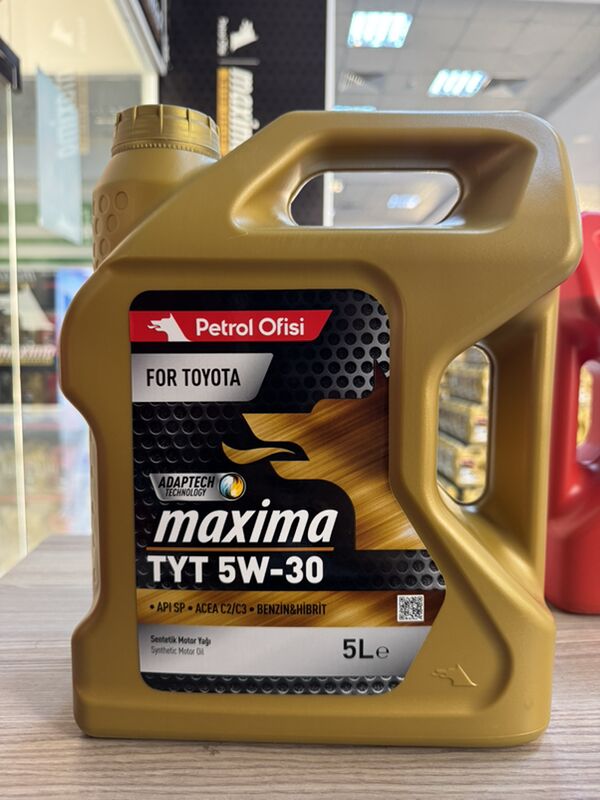 Petrol Ofisi
FOR TOYOTA
ADAPTECH
TECHNOLOGY
maxima
TYT 5W-30
• API SP • ACEA C2/C3 • BENZİN&HİBRİT
Sentetik Motor Yağı
Synthetic Motor Oil
5L e